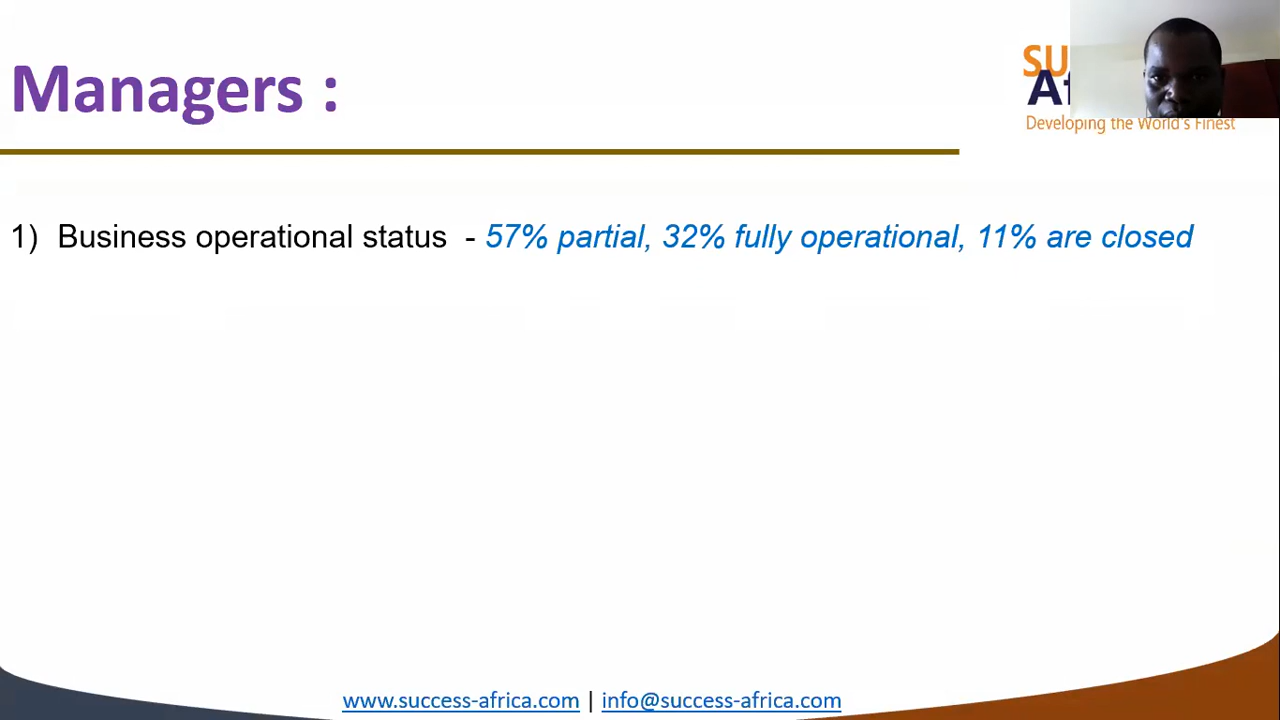 Managers :
Developing the World's Finest
1) Business operational status - 57% partial, 32% fully operational, 11% are closed
www.success-africa.com | info@success-africa.com